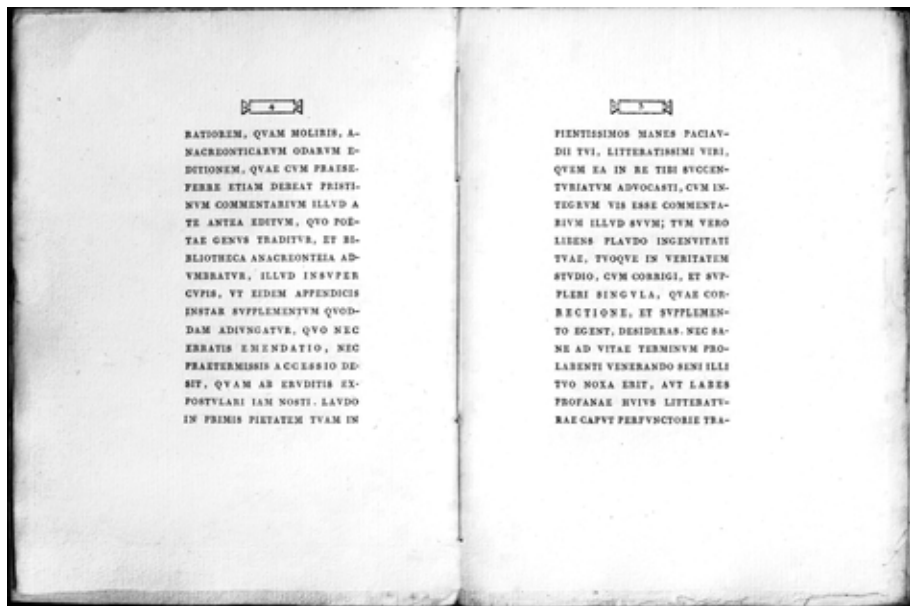 4
RATIOREM, QVAM MOLIRIS, A-
NACREONTICARVM ODARVM E-
DITIONEM, QVAE CVM PRAESE-
FERRE ETIAM DEBEAT PRISTI-
NVM COMMENTARIVM ILLVD A
TE ANTEA EDITVM, QVO POË-
TAE GENVS TRADITVR, ET BI-
BLIOTHECA ANACREONTEIA AD-
VMBRATVR, ILLVD INSVPER
CVPIS, VT EIDEM APPENDICIS
INSTAR SVPPLEMENTVM QVOD-
DAM ADIVNGATVR, QVO NEC
ERRATIS EMENDATIO, NEC
PRAETERMISSIS ACCESSIO DE-
SIT, QVAM AB ERVDITIS EX-
POSTVLARI IAM NOSTI. LAVDO
IN PRIMIS PIETATEM TVAM IN
5
PIENTISSIMOS MANES PACIAV-
DII TVI, LITTERATISSIMI VIRI,
QVEM EA IN RE TIBI SVCCEN-
TVRIATVM ADVOCASTI, CVM IN-
TEGRVM VIS ESSE COMMENTA-
RIVM ILLVD SVVM; TVM VERO
LIBENS PLAVDO INGENVITATI
TVAE, TVOQVE IN VERITATEM
STVDIO, CVM CORRIGI, ET SVP-
PLERI SINGVLA, QVAE COR-
RECTIONE, ET SVPPLEMEN-
TO EGENT, DESIDERAS. NEC SA-
NE AD VITAE TERMINVM PRO-
LABENTI VENERANDO SENI ILLI
TVO NOXA ERIT, AVT LABES
PROFANAE HVIVS LITTERATV-
RAE CAPVT PERFVNCTORIE TRA-